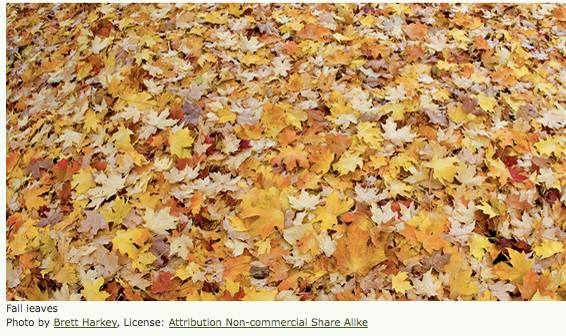 Fall leaves
Photo by Brett Harkey, License: Attribution Non-commercial Share Alike